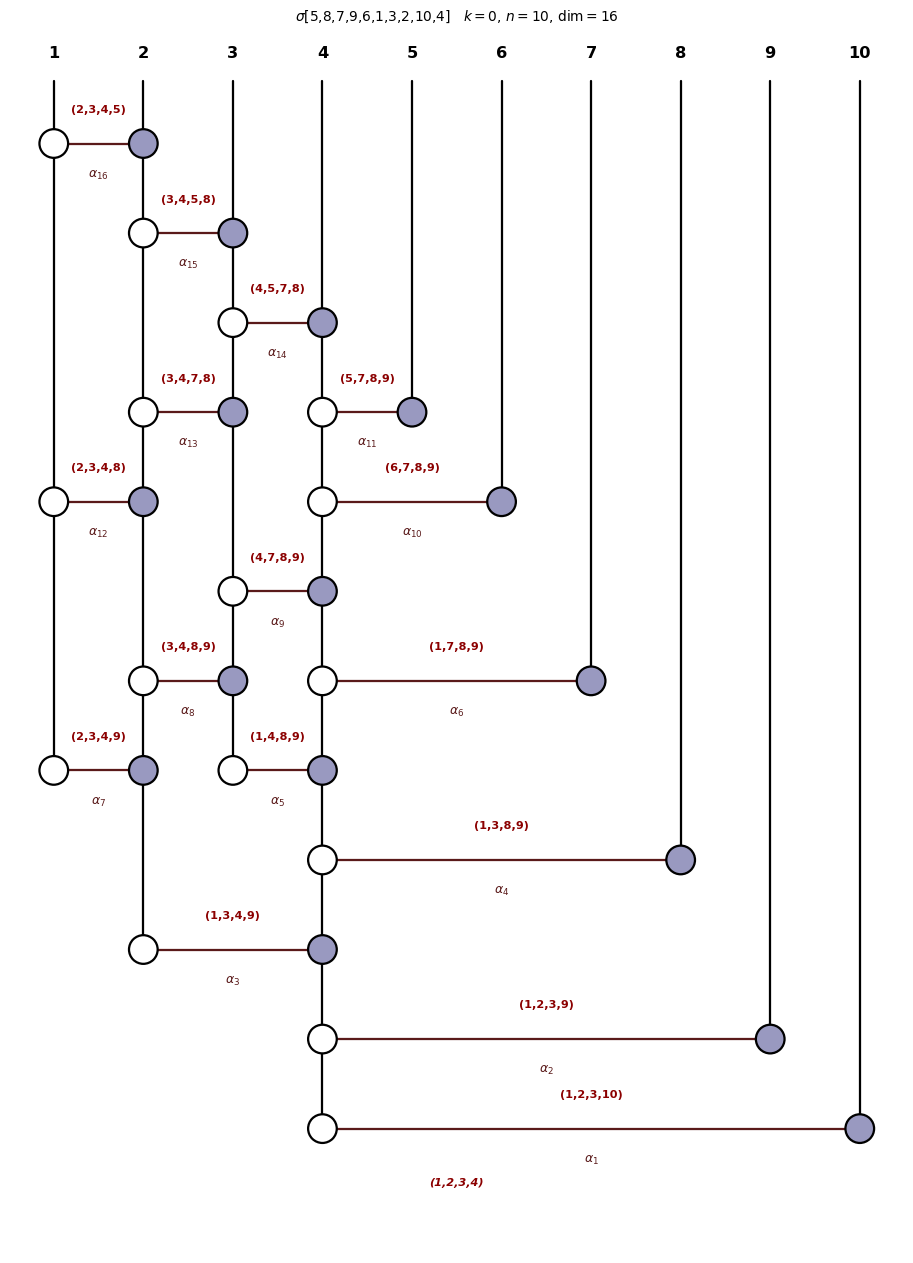 σ[5,8,7,9,6,1,3,2,10,4]   k=0, n=10, dim=16
1 2 3 4 5 6 7 8 9 10
(2,3,4,5)
α16
(3,4,5,8)
α15
(4,5,7,8)
α14
(3,4,7,8) (5,7,8,9)
α13 α11
(2,3,4,8) (6,7,8,9)
α12 α10
(4,7,8,9)
α9
(3,4,8,9) (1,7,8,9)
α8 α6
(2,3,4,9) (1,4,8,9)
α7 α5
(1,3,8,9)
α4
(1,3,4,9)
α3
(1,2,3,9)
α2
(1,2,3,10)
α1
(1,2,3,4)